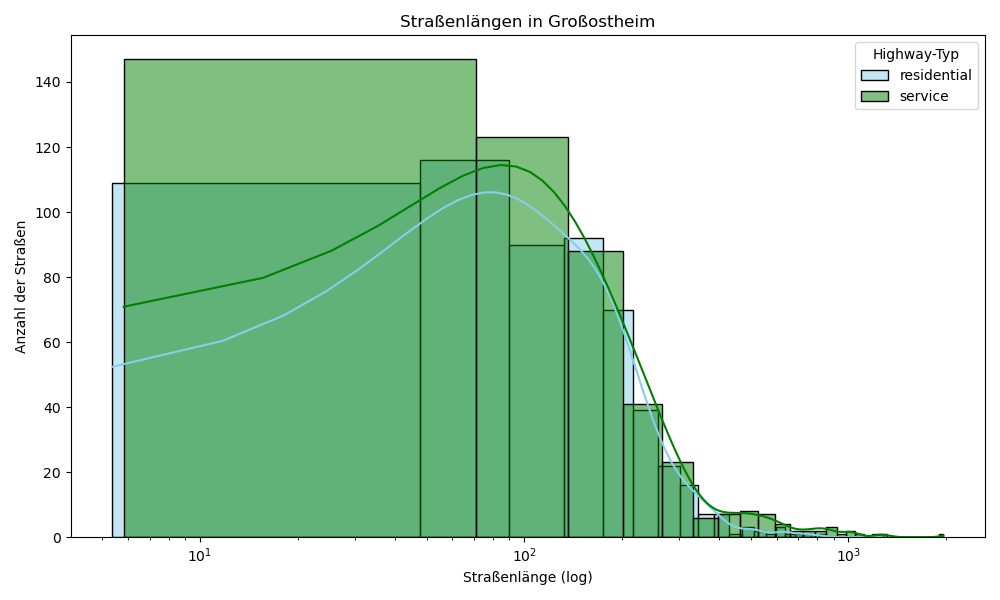 Straßenlängen in Großostheim
Highway-Typ
residential
service
Anzahl der Straßen
140
120
100
80
60
40
20
0
10¹
10²
10³
Straßenlänge (log)